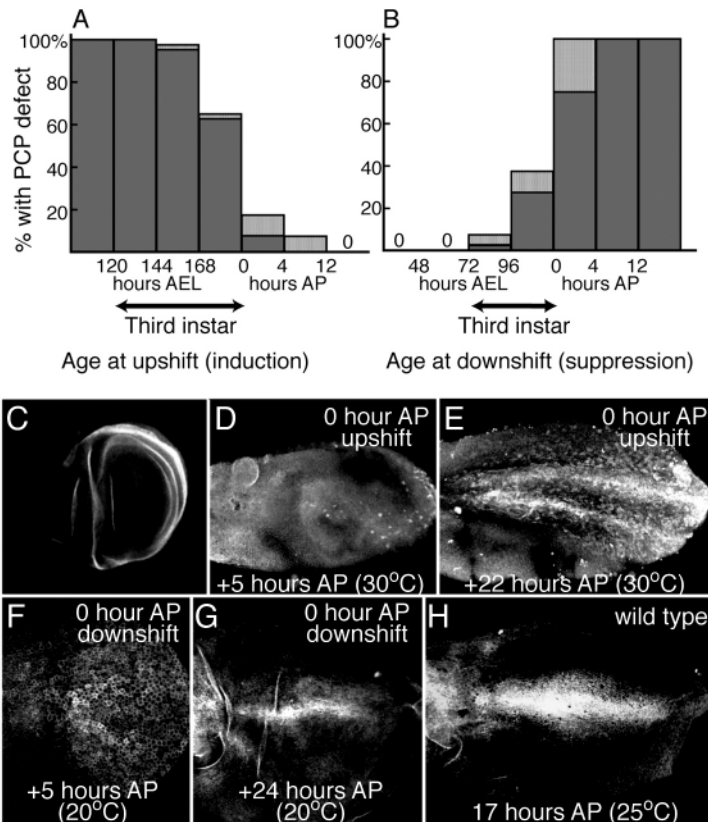 A
% with PCP defect
100%
80
60
40
20
0
120 144 168 0 4 12
hours AEL hours AP
Third instar
Age at upshift (induction)
B
100%
80
60
40
20
0 0
48 72 96 0 4 12
hours AEL hours AP
Third instar
Age at downshift (suppression)
C
D
0 hour AP
upshift
+5 hours AP (30°C)
E
0 hour AP
upshift
+22 hours AP (30°C)
F
0 hour AP
downshift
+5 hours AP
(20°C)
G
0 hour AP
downshift
+24 hours AP
(20°C)
H
wild type
17 hours AP (25°C)